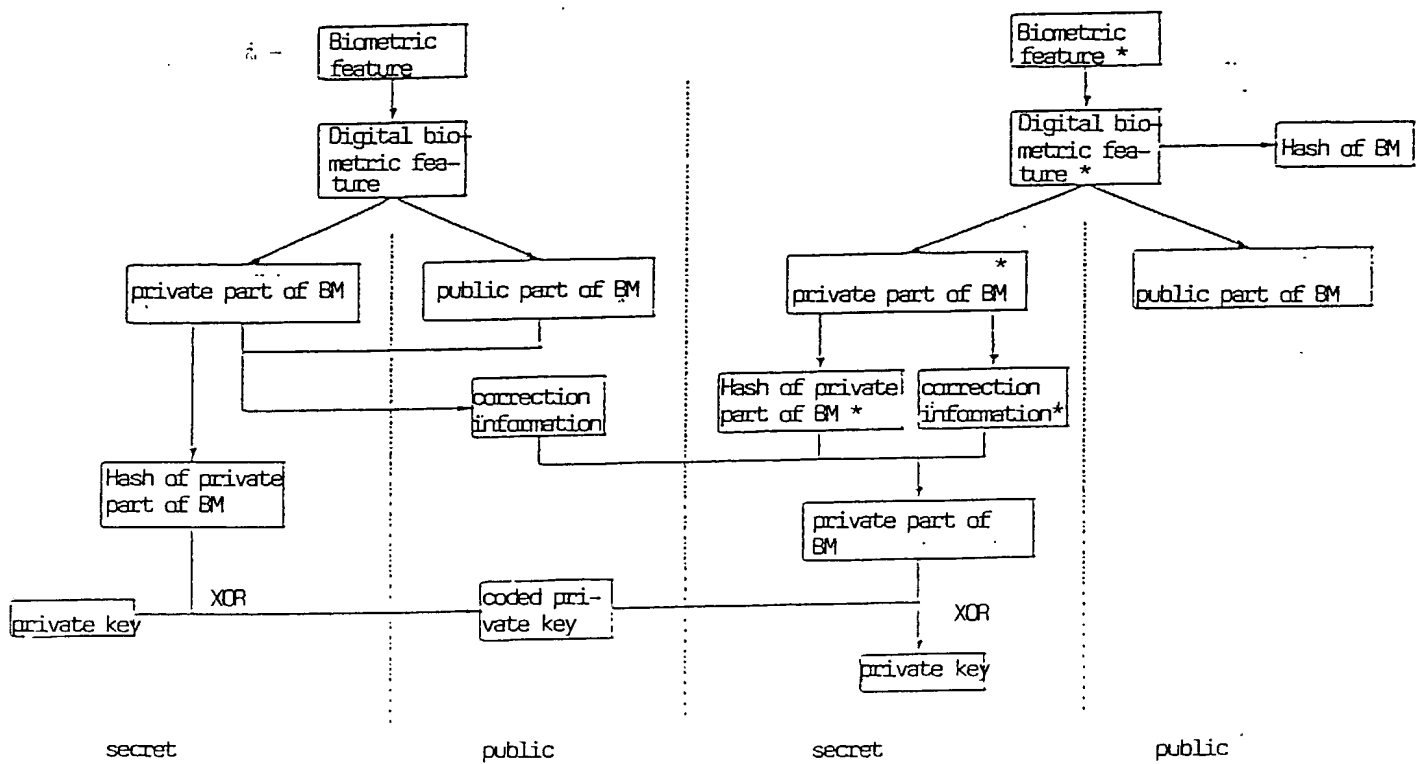 Biometric
feature
Digital bio-
metric fea-
ture
private part of BM
public part of BM
correction
information
Hash of private
part of BM
private key
XOR
coded pri-
vate key
secret
public
Biometric
feature *
Digital bio-
metric fea-
ture *
Hash of BM
*
private part of BM
public part of BM
Hash of private
part of BM *
correction
information*
private part of
BM
XOR
private key
secret
public